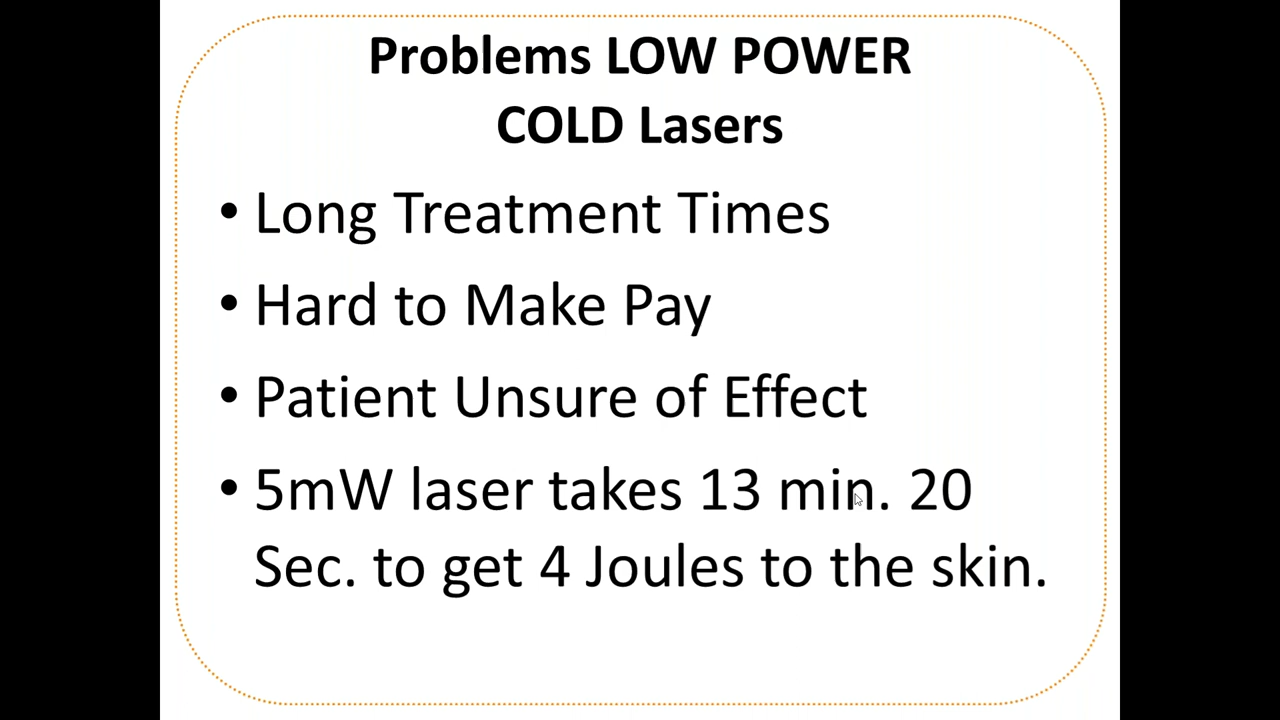 Problems LOW POWER
COLD Lasers
• Long Treatment Times
• Hard to Make Pay
• Patient Unsure of Effect
• 5mW laser takes 13 min. 20
Sec. to get 4 Joules to the skin.